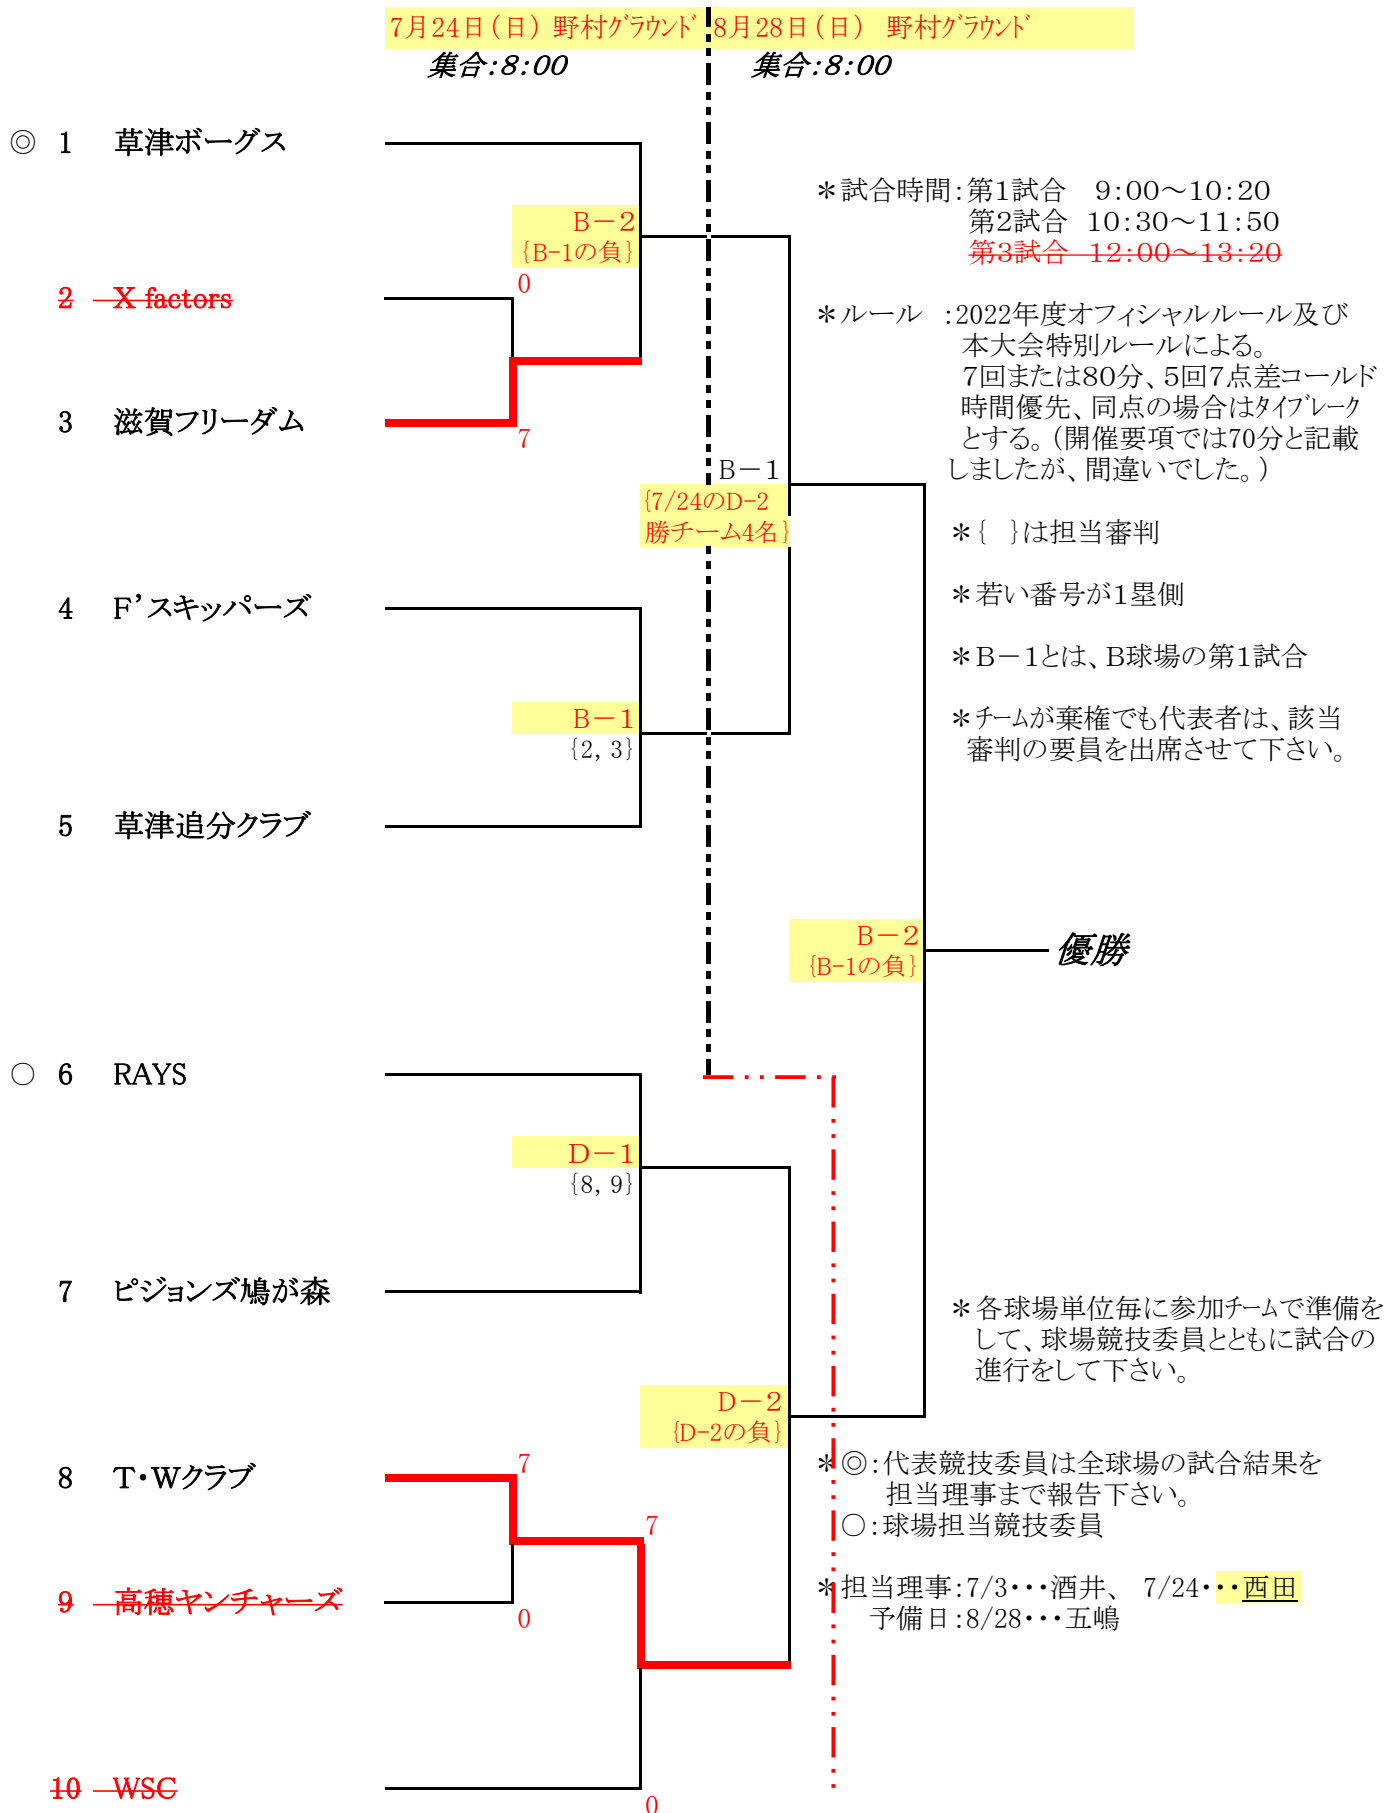 7月24日(日) 野村グラウンド 8月28日(日) 野村グラウンド
集合:8:00 集合:8:00
◎ 1 草津ボーグス
B-2
{B-1の負}
0
2 X factors
3 滋賀フリーダム
7
B-1
{7/24のD-2
勝チーム4名}
4 F’スキッパーズ
B-1
{2, 3}
5 草津追分クラブ
B-2
{B-1の負}
優勝
○ 6 RAYS
D-1
{8, 9}
7 ピジョンズ鳩が森
D-2
{D-2の負}
8 T・Wクラブ
7
7
9 高穂ヤンチャーズ
0
10 WSC
0
*試合時間:第1試合 9:00~10:20
第2試合 10:30~11:50
第3試合 12:00~13:20
*ルール :2022年度オフィシャルルール及び
本大会特別ルールによる。
7回または80分、5回7点差コールド
時間優先、同点の場合はタイブレーク
とする。(開催要項では70分と記載
しましたが、間違いでした。)
*{ }は担当審判
*若い番号が1塁側
*B-1とは、B球場の第1試合
*チームが棄権でも代表者は、該当
審判の要員を出席させて下さい。
*各球場単位毎に参加チームで準備を
して、球場競技委員とともに試合の
進行をして下さい。
*◎:代表競技委員は全球場の試合結果を
担当理事まで報告下さい。
○:球場担当競技委員
*担当理事:7/3・・・酒井、 7/24・・・西田
予備日:8/28・・・五嶋